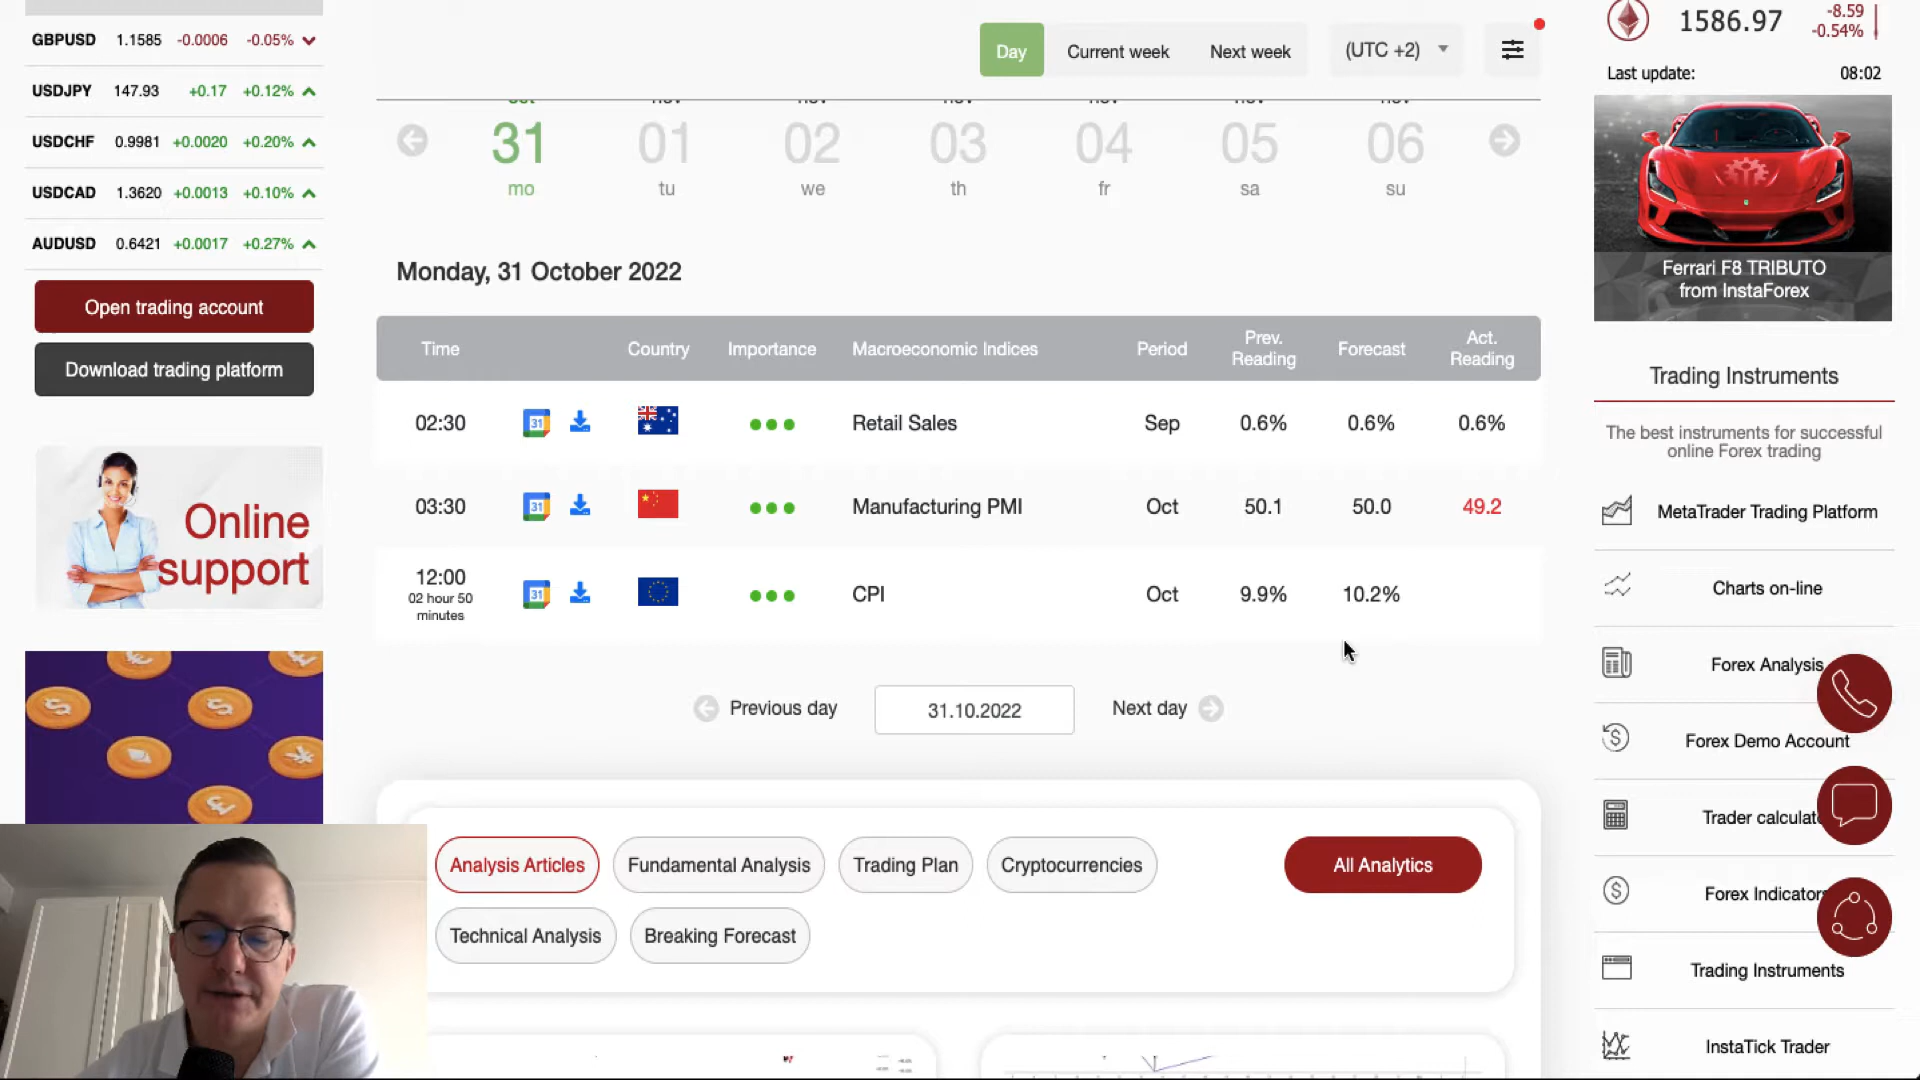 GBPUSD 1.1585 -0.0006 -0.05%
USDJPY 147.93 +0.17 +0.12%
USDCHF 0.9981 +0.0020 +0.20%
USDCAD 1.3620 +0.0013 +0.10%
AUDUSD 0.6421 +0.0017 +0.27%
Open trading account
Download trading platform
Online
support
Day Current week Next week (UTC +2)
31 01 02 03 04 05 06
mo tu we th fr sa su
Monday, 31 October 2022
Time Country Importance Macroeconomic Indices Period Prev. Reading Forecast Act. Reading
02:30 31 Retail Sales Sep 0.6% 0.6% 0.6%
03:30 31 Manufacturing PMI Oct 50.1 50.0 49.2
12:00 31 CPI Oct 9.9% 10.2%
02 hour 50
minutes
Previous day 31.10.2022 Next day
Analysis Articles Fundamental Analysis Trading Plan Cryptocurrencies All Analytics
Technical Analysis Breaking Forecast
1586.97 -8.59
-0.54%
Last update: 08:02
Ferrari F8 TRIBUTO
from InstaForex
Trading Instruments
The best instruments for successful
online Forex trading
MetaTrader Trading Platform
Charts on-line
Forex Analysis
Forex Demo Account
Trader calculat
Forex Indicator
Trading Instruments
InstaTick Trader